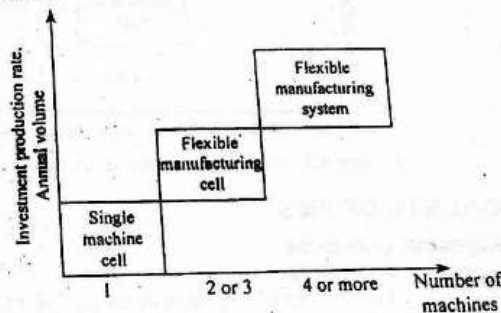 Investment production rate.
Annual volume
Flexible
manufacturing
system
Flexible
manufacturing
cell
Single
machine
cell
1
2 or 3
4 or more
Number of
machines
OF